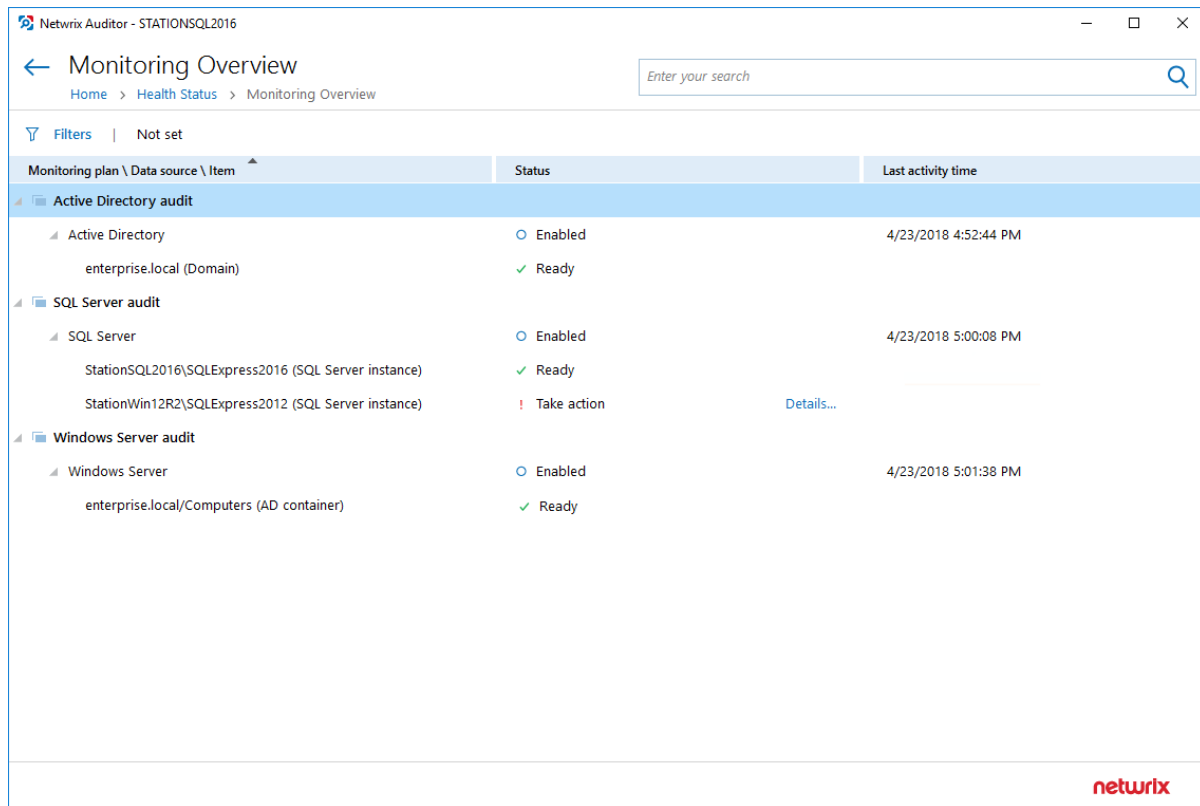 Netwrix Auditor - STATIONSQL2016
Monitoring Overview
Enter your search
Home > Health Status > Monitoring Overview
Filters | Not set
Monitoring plan \ Data source \ Item Status Last activity time
Active Directory audit
Active Directory Enabled 4/23/2018 4:52:44 PM
enterprise.local (Domain) Ready
SQL Server audit
SQL Server Enabled 4/23/2018 5:00:08 PM
StationSQL2016\SQLExpress2016 (SQL Server instance) Ready
StationWin12R2\SQLExpress2012 (SQL Server instance) ! Take action Details...
Windows Server audit
Windows Server Enabled 4/23/2018 5:01:38 PM
enterprise.local/Computers (AD container) Ready
netwrix